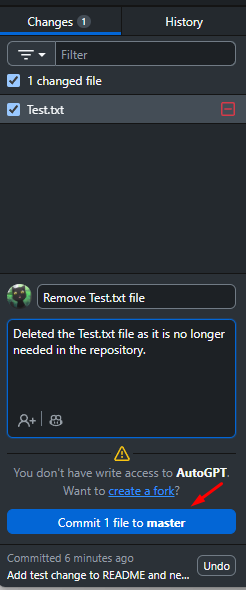 Changes 1
History
Filter
1 changed file
Test.txt
Remove Test.txt file
Deleted the Test.txt file as it is no longer
needed in the repository.
You don't have write access to AutoGPT.
Want to create a fork?
Commit 1 file to master
Committed 6 minutes ago
Add test change to README and ne...
Undo